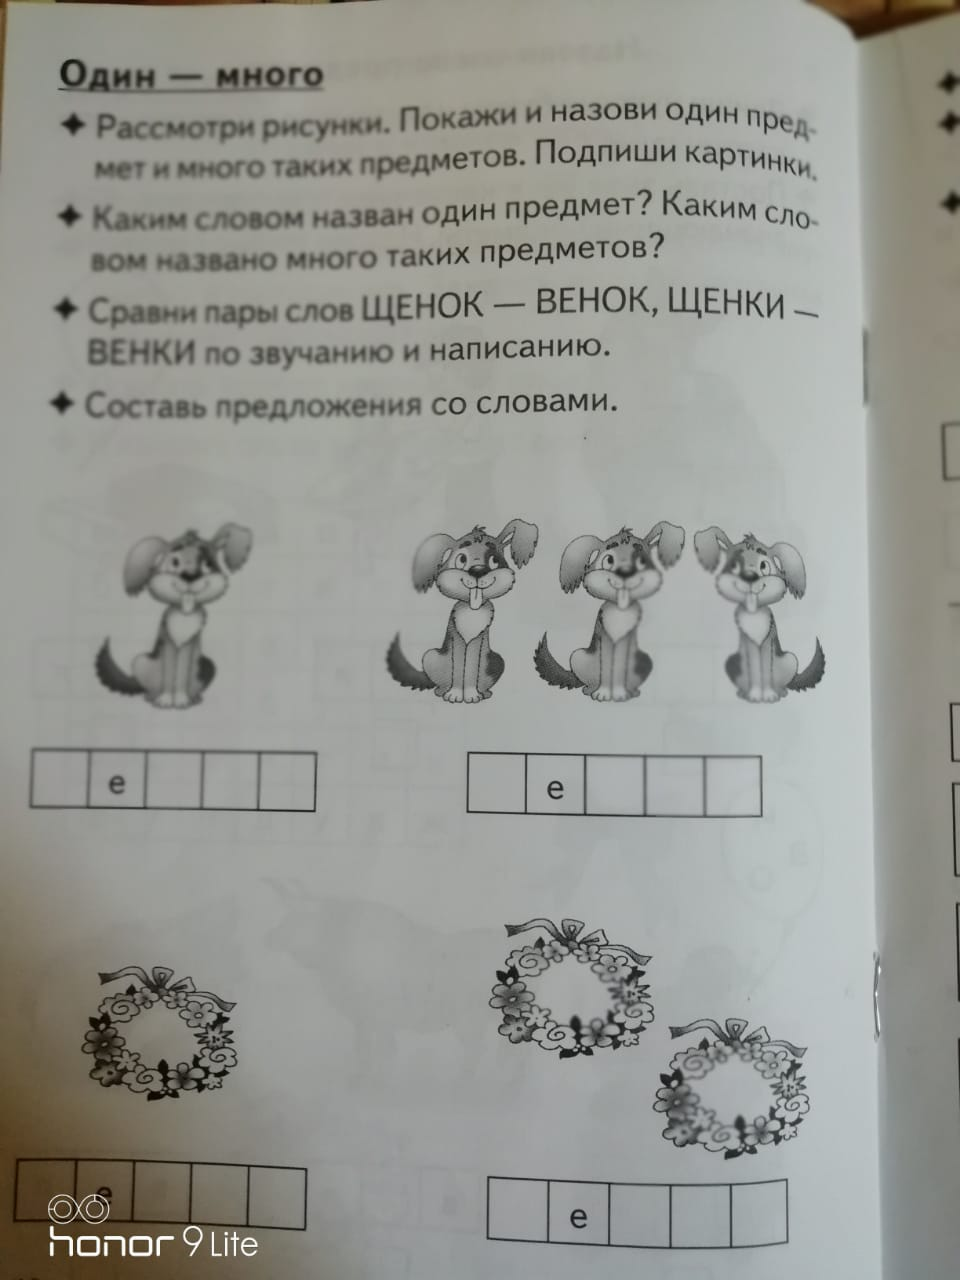 Один — много
✦ Рассмотри рисунки. Покажи и назови один пред-
мет и много таких предметов. Подпиши картинки.
✦ Каким словом назван один предмет? Каким сло-
вом названо много таких предметов?
✦ Сравни пары слов ЩЕНОК — ВЕНОК, ЩЕНКИ —
ВЕНКИ по звучанию и написанию.
✦ Составь предложения со словами.
е
е
е
е
honor 9 Lite